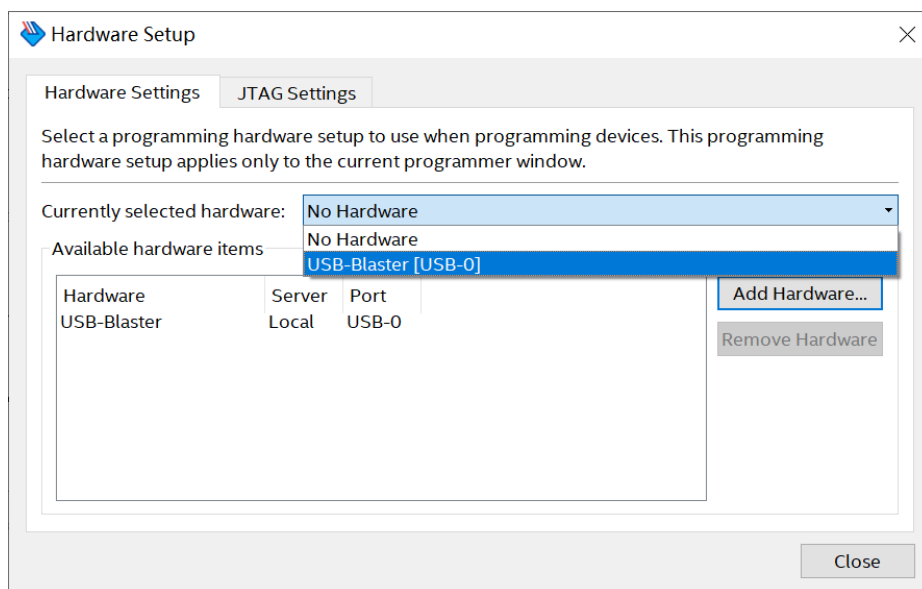 Hardware Setup
Hardware Settings
JTAG Settings
Select a programming hardware setup to use when programming devices. This programming
hardware setup applies only to the current programmer window.
Currently selected hardware:
No Hardware
No Hardware
USB-Blaster [USB-0]
Available hardware items
Hardware Server Port
USB-Blaster Local USB-0
Add Hardware...
Remove Hardware
Close